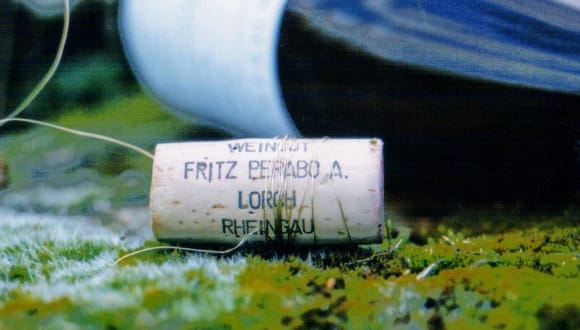 WEINGUT
FRITZ PERABO A.
LORCH
RHEINGAU